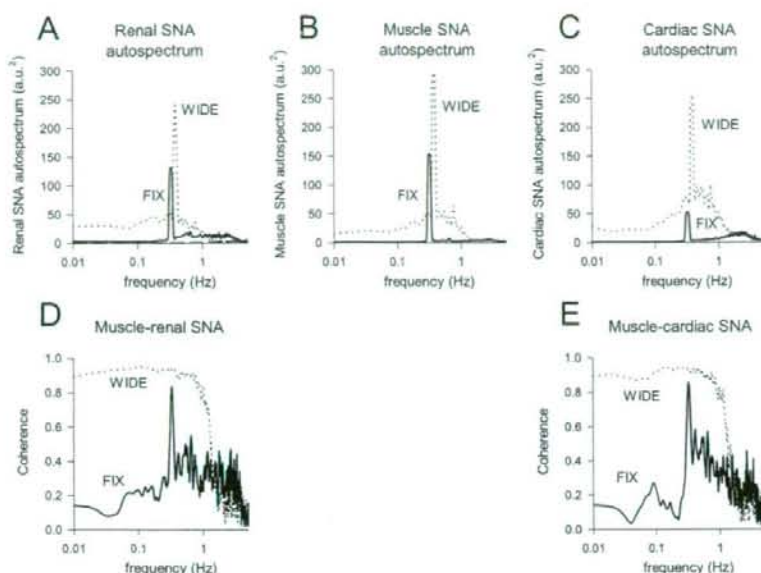 A
Renal SNA
autospectrum
Renal SNA autospectrum (a.u.²)
300
250
200
150
100
50
0
WIDE
FIX
0.01
0.1
1
frequency (Hz)
B
Muscle SNA
autospectrum
Muscle SNA autospectrum (a.u.²)
300
250
200
150
100
50
0
WIDE
FIX
0.01
0.1
1
frequency (Hz)
C
Cardiac SNA
autospectrum
Cardiac SNA autospectrum (a.u.²)
300
250
200
150
100
50
0
WIDE
FIX
0.01
0.1
1
frequency (Hz)
D
Muscle-renal SNA
Coherence
1.0
0.8
0.6
0.4
0.2
0
WIDE
FIX
0.01
0.1
1
frequency (Hz)
E
Muscle-cardiac SNA
Coherence
1.0
0.8
0.6
0.4
0.2
0
WIDE
FIX
0.01
0.1
1
frequency (Hz)